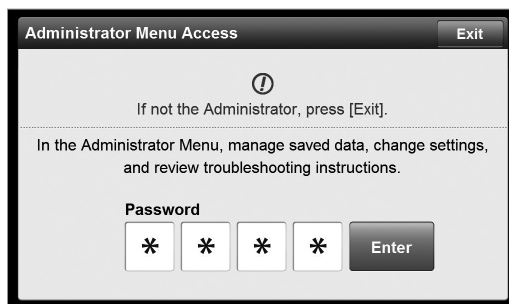 Administrator Menu Access
Exit
If not the Administrator, press [Exit].
In the Administrator Menu, manage saved data, change settings,
and review troubleshooting instructions.
Password
* * * * Enter